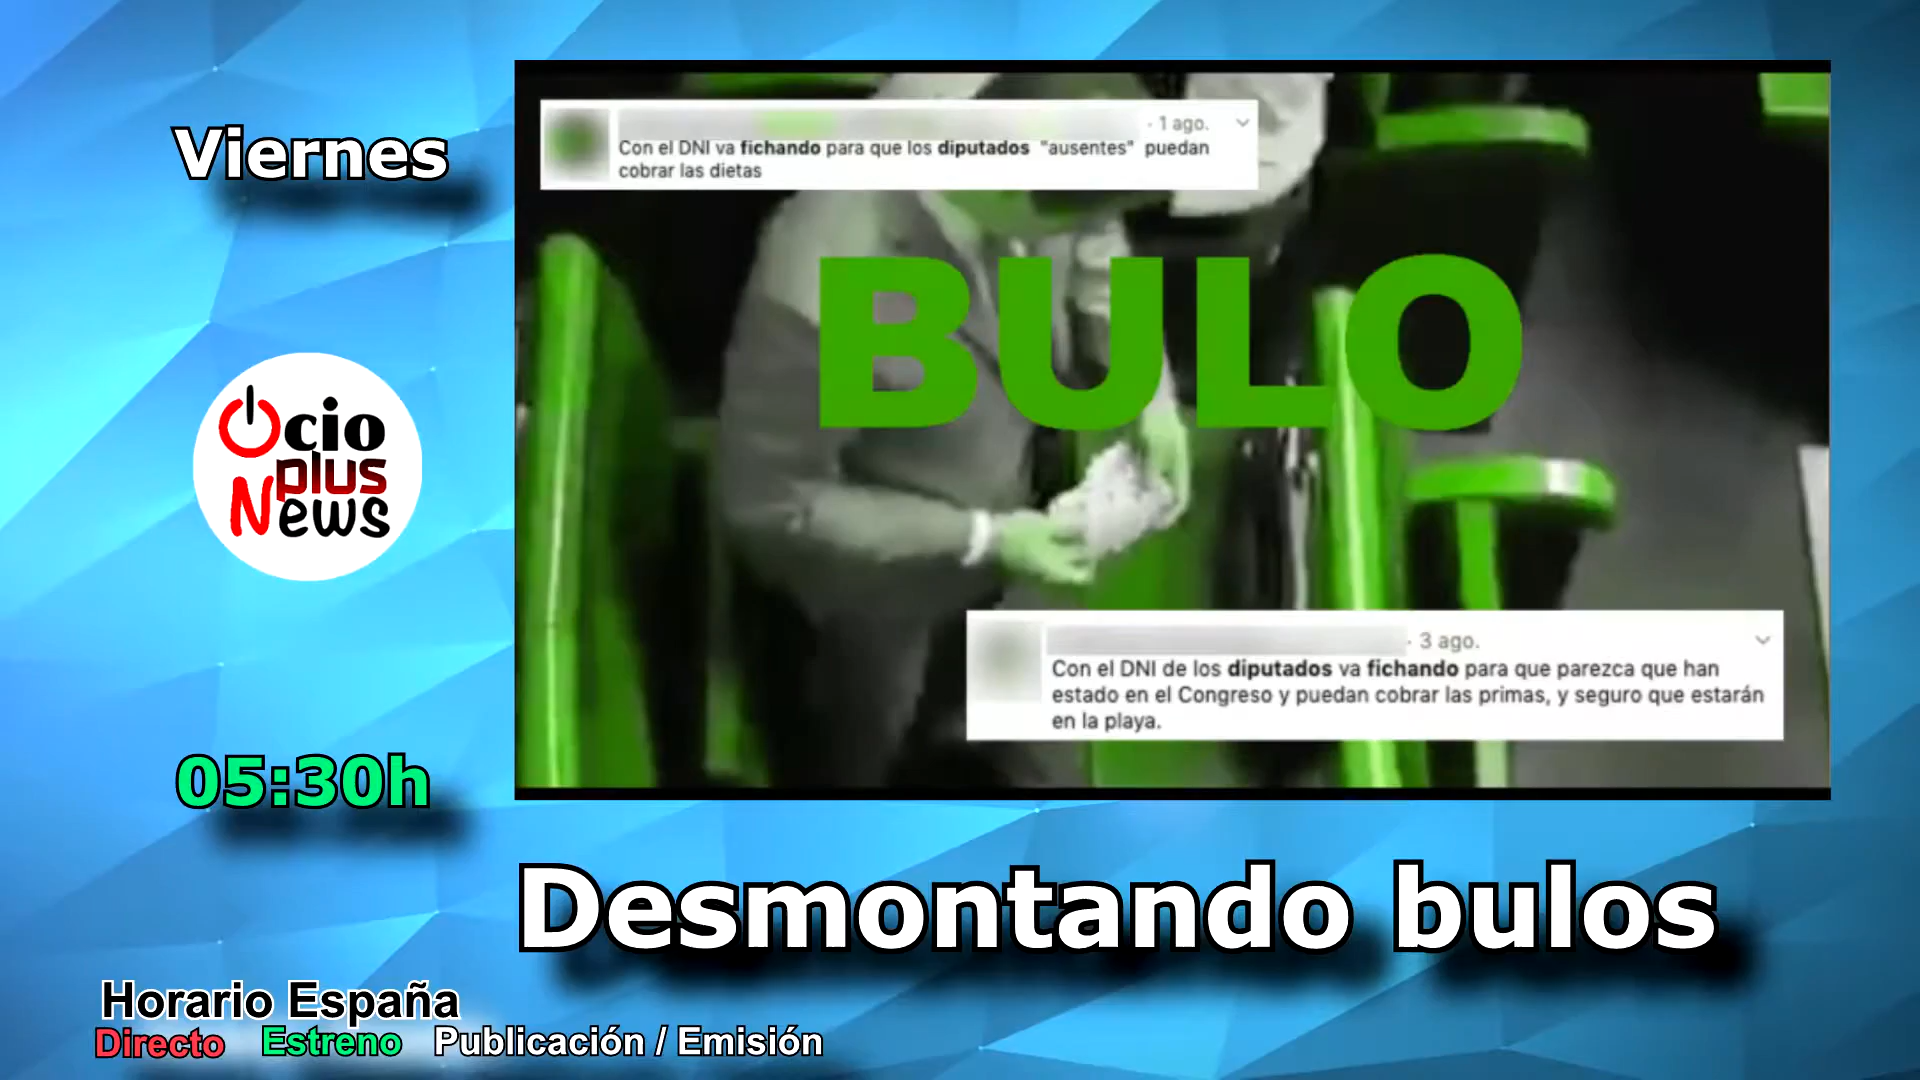 Viernes
Ocio
plus
News
05:30h
· 1 ago.
Con el DNI va fichando para que los diputados "ausentes" puedan
cobrar las dietas
BULO
· 3 ago.
Con el DNI de los diputados va fichando para que parezca que han
estado en el Congreso y puedan cobrar las primas, y seguro que estarán
en la playa.
Desmontando bulos
Horario España
Directo Estreno Publicación / Emisión